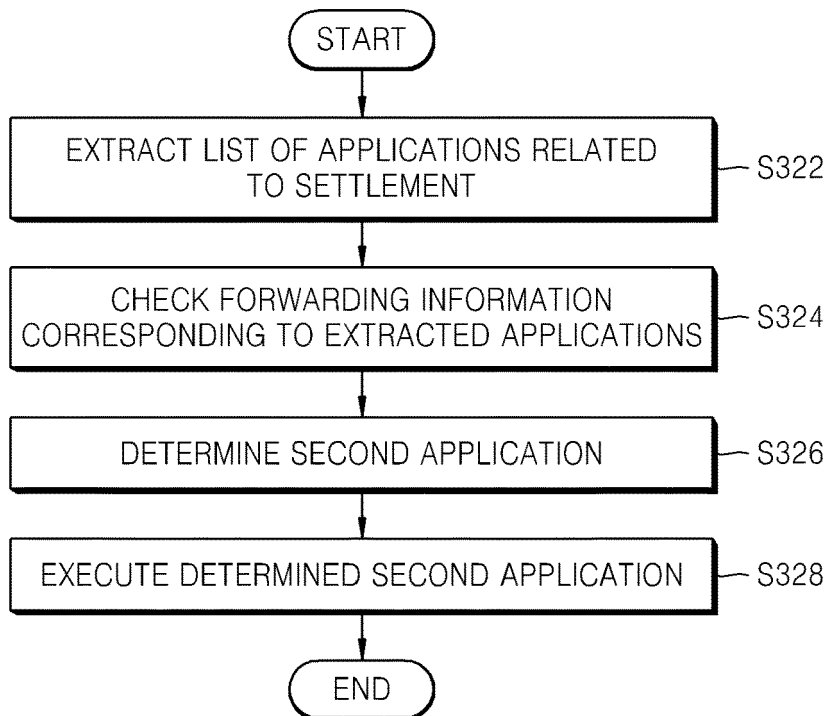 START
EXTRACT LIST OF APPLICATIONS RELATED
TO SETTLEMENT
S322
CHECK FORWARDING INFORMATION
CORRESPONDING TO EXTRACTED APPLICATIONS
S324
DETERMINE SECOND APPLICATION
S326
EXECUTE DETERMINED SECOND APPLICATION
S328
END